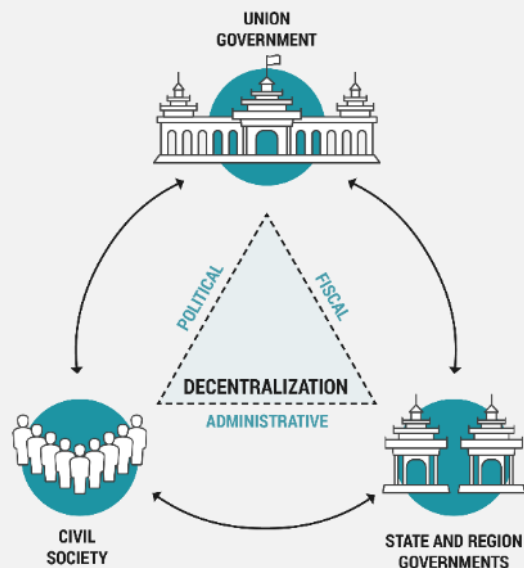 UNION
GOVERNMENT
POLITICAL
FISCAL
DECENTRALIZATION
ADMINISTRATIVE
CIVIL
SOCIETY
STATE AND REGION
GOVERNMENTS